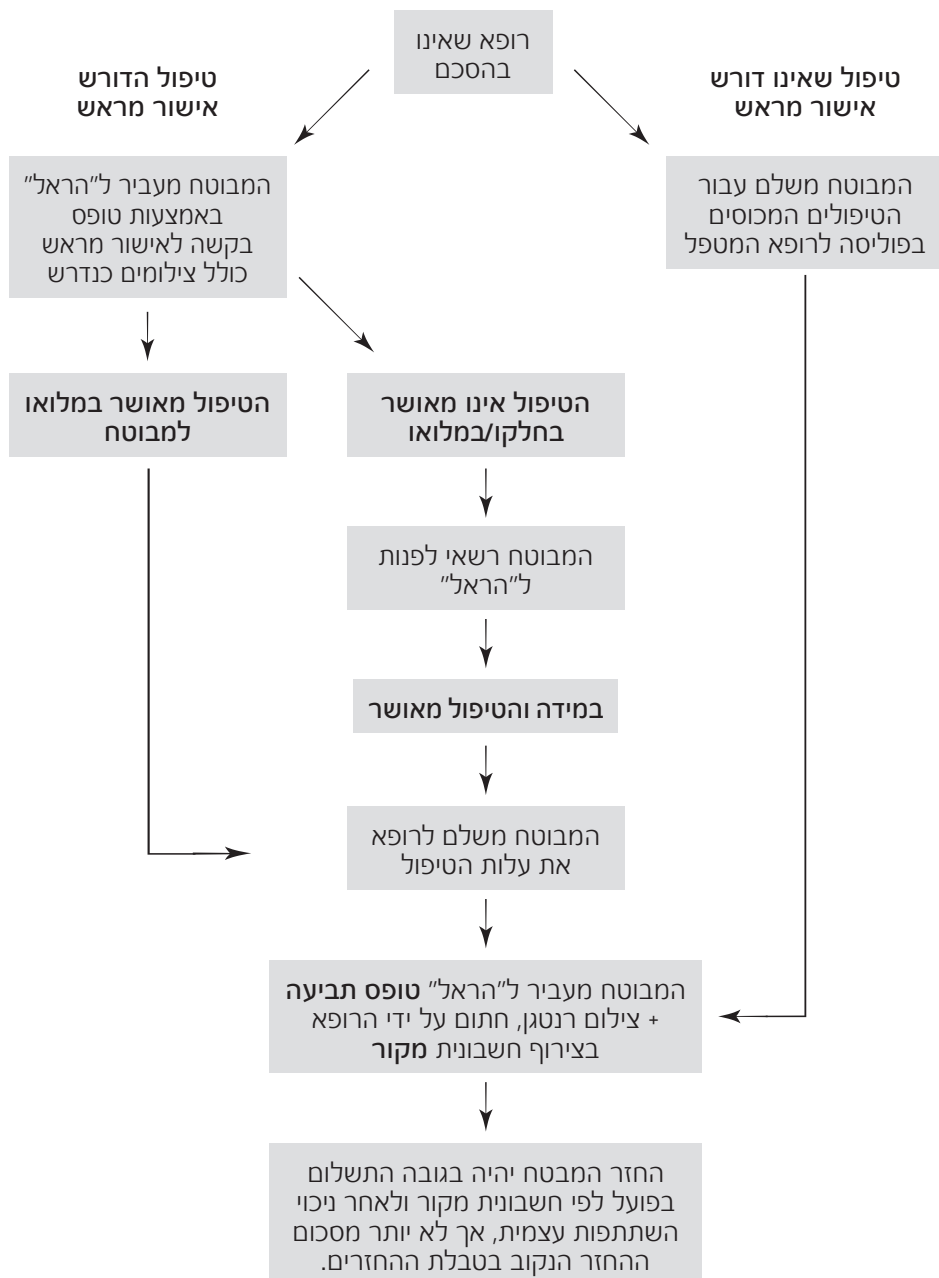 רופא שאינו
בהסכם
טיפול שאינו דורש
אישור מראש
טיפול הדורש
אישור מראש
המבוטח משלם עבור
הטיפולים המכוסים
בפוליסה לרופא המטפל
המבוטח מעביר ל"הראל"
באמצעות טופס
בקשה לאישור מראש
כולל צילומים כנדרש
הטיפול אינו מאושר
בחלקו/במלואו
הטיפול מאושר במלואו
למבוטח
המבוטח רשאי לפנות
ל"הראל"
במידה והטיפול מאושר
המבוטח משלם לרופא
את עלות הטיפול
המבוטח מעביר ל"הראל" טופס תביעה
+ צילום רנטגן, חתום על ידי הרופא
בצירוף חשבונית מקור
החזר המבטח יהיה בגובה התשלום
בפועל לפי חשבונית מקור ולאחר ניכוי
השתתפות עצמית, אך לא יותר מסכום
ההחזר הנקוב בטבלת ההחזרים.